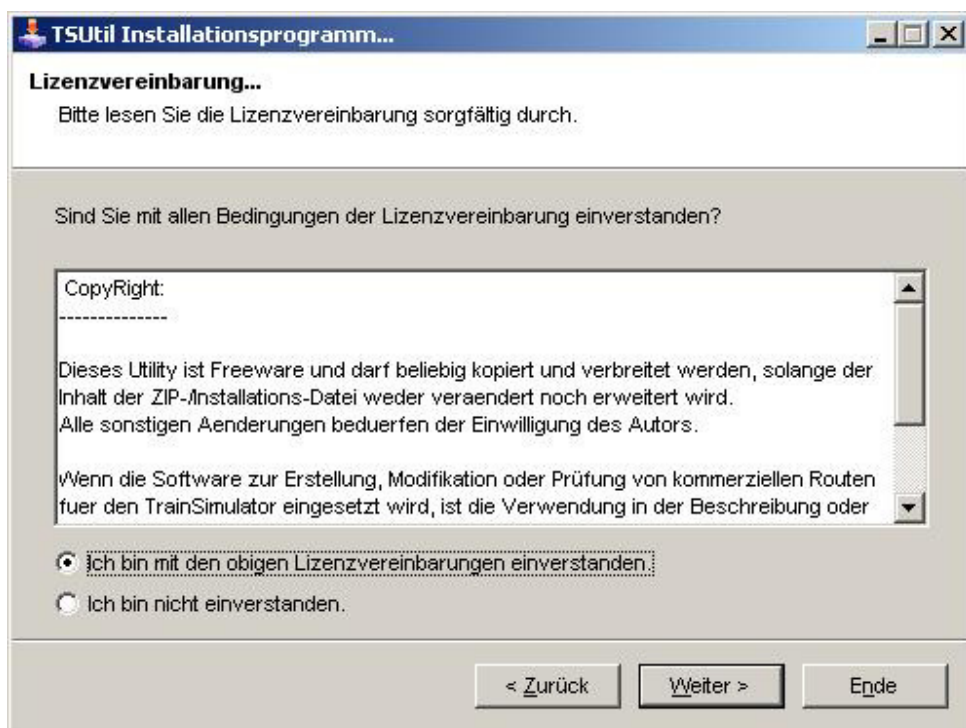 TSUtil Installationsprogramm...
Lizenzvereinbarung...
Bitte lesen Sie die Lizenzvereinbarung sorgfältig durch.
Sind Sie mit allen Bedingungen der Lizenzvereinbarung einverstanden?
CopyRight:
--------------
Dieses Utility ist Freeware und darf beliebig kopiert und verbreitet werden, solange der
Inhalt der ZIP-/Installations-Datei weder veraendert noch erweitert wird.
Alle sonstigen Aenderungen beduerfen der Einwilligung des Autors.
Wenn die Software zur Erstellung, Modifikation oder Prüfung von kommerziellen Routen
fuer den TrainSimulator eingesetzt wird, ist die Verwendung in der Beschreibung oder
Ich bin mit den obigen Lizenzvereinbarungen einverstanden.
Ich bin nicht einverstanden.
< Zurück
Weiter >
Ende